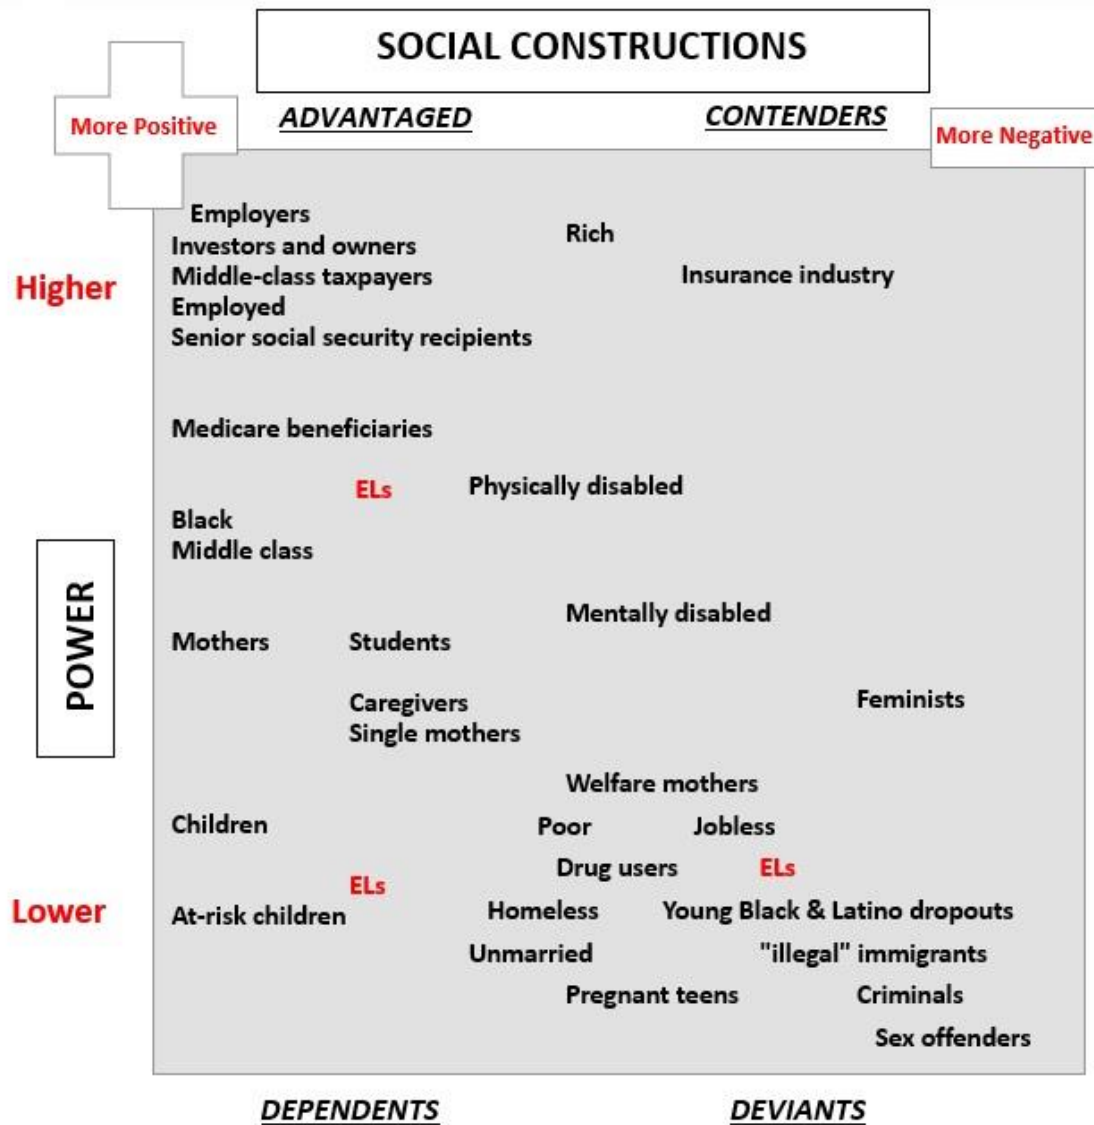 SOCIAL CONSTRUCTIONS
More Positive
ADVANTAGED
CONTENDERS
More Negative
Employers
Rich
Investors and owners
Higher
Middle-class taxpayers
Insurance industry
Employed
Senior social security recipients
Medicare beneficiaries
ELs
Physically disabled
Black
Middle class
POWER
Mentally disabled
Mothers
Students
Caregivers
Feminists
Single mothers
Welfare mothers
Children
Poor
Jobless
Drug users
ELs
ELs
Lower
At-risk children
Homeless
Young Black & Latino dropouts
Unmarried
"illegal" immigrants
Pregnant teens
Criminals
Sex offenders
DEPENDENTS
DEVIANTS